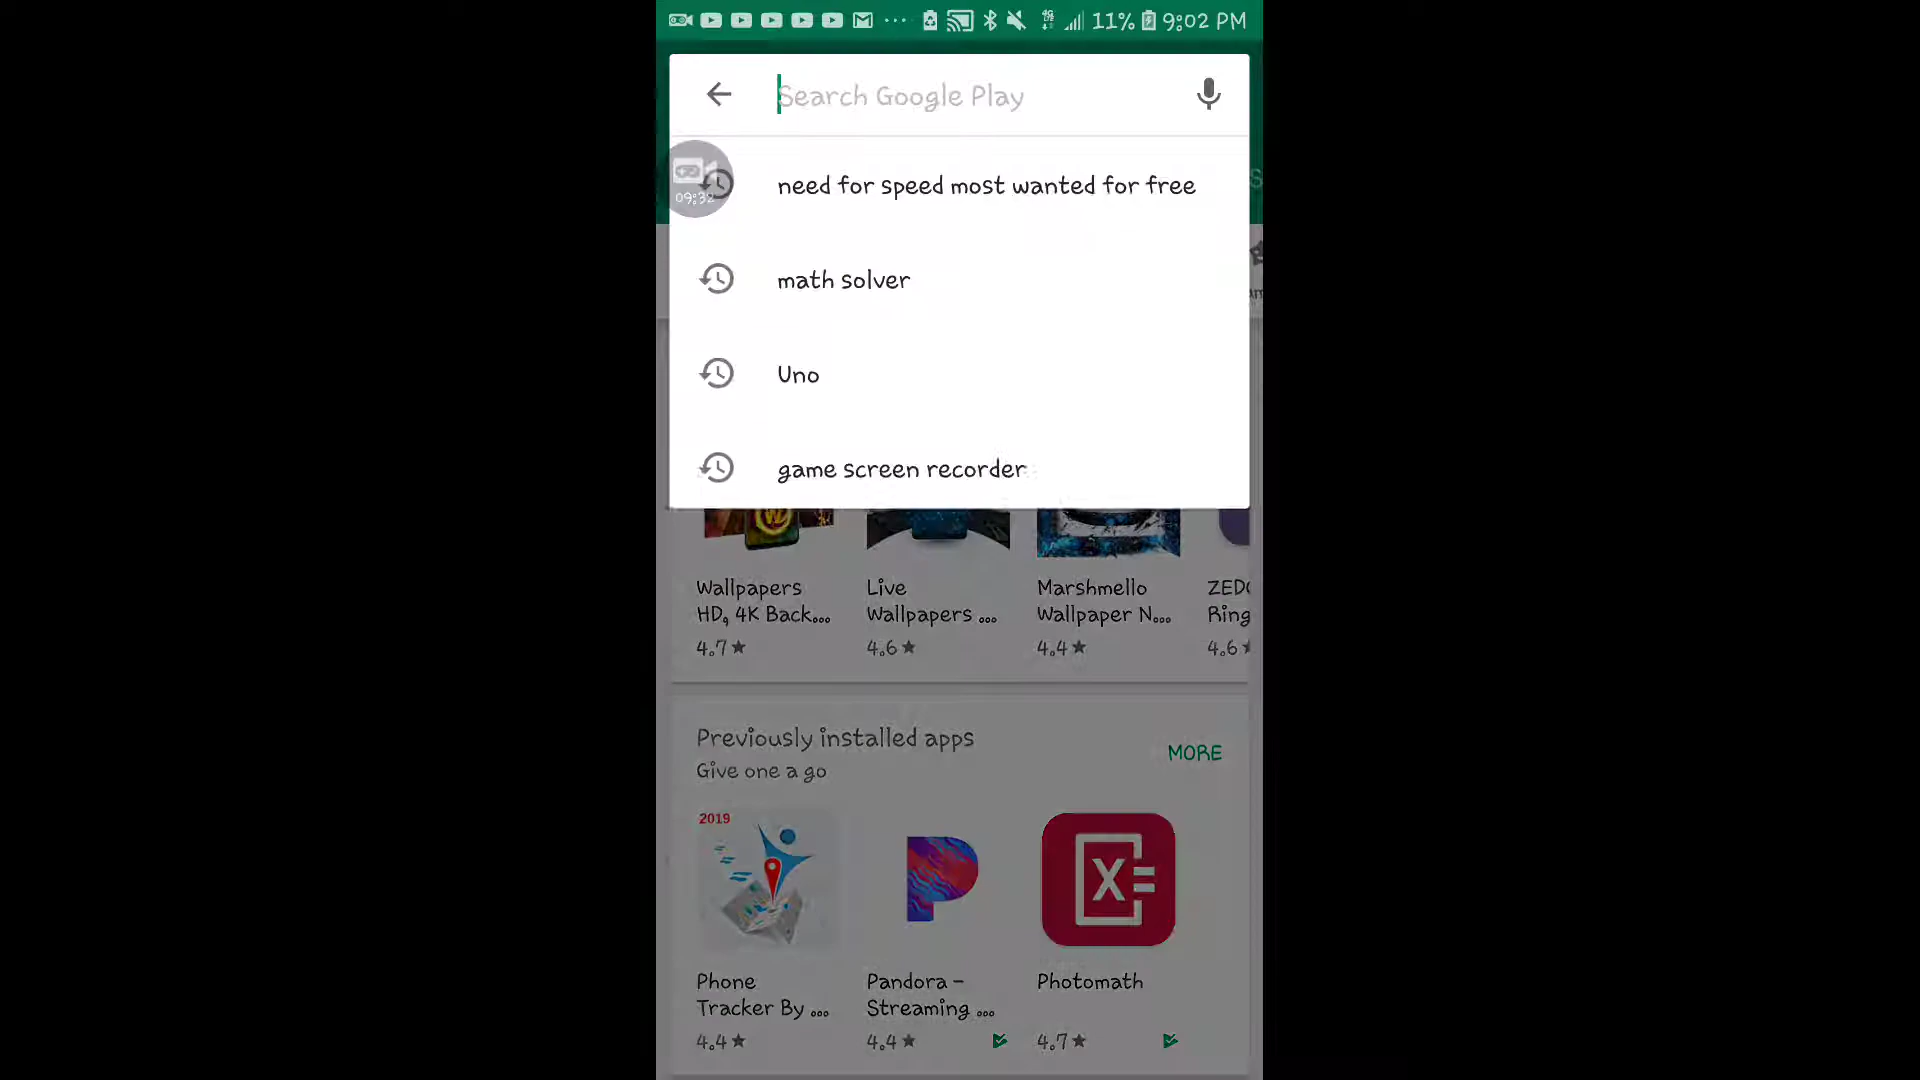 11% 9:02 PM
Search Google Play
need for speed most wanted for free
09:32
math solver
Uno
game screen recorder
Wallpapers HD, 4K Back...
4.7★
Live Wallpapers ...
4.6★
Marshmello Wallpaper N...
4.4★
Ring
4.6
Previously installed apps
MORE
Give one a go
2019
Phone Tracker By ...
4.4★
Pandora – Streaming ...
4.4★
Photomath
4.7★